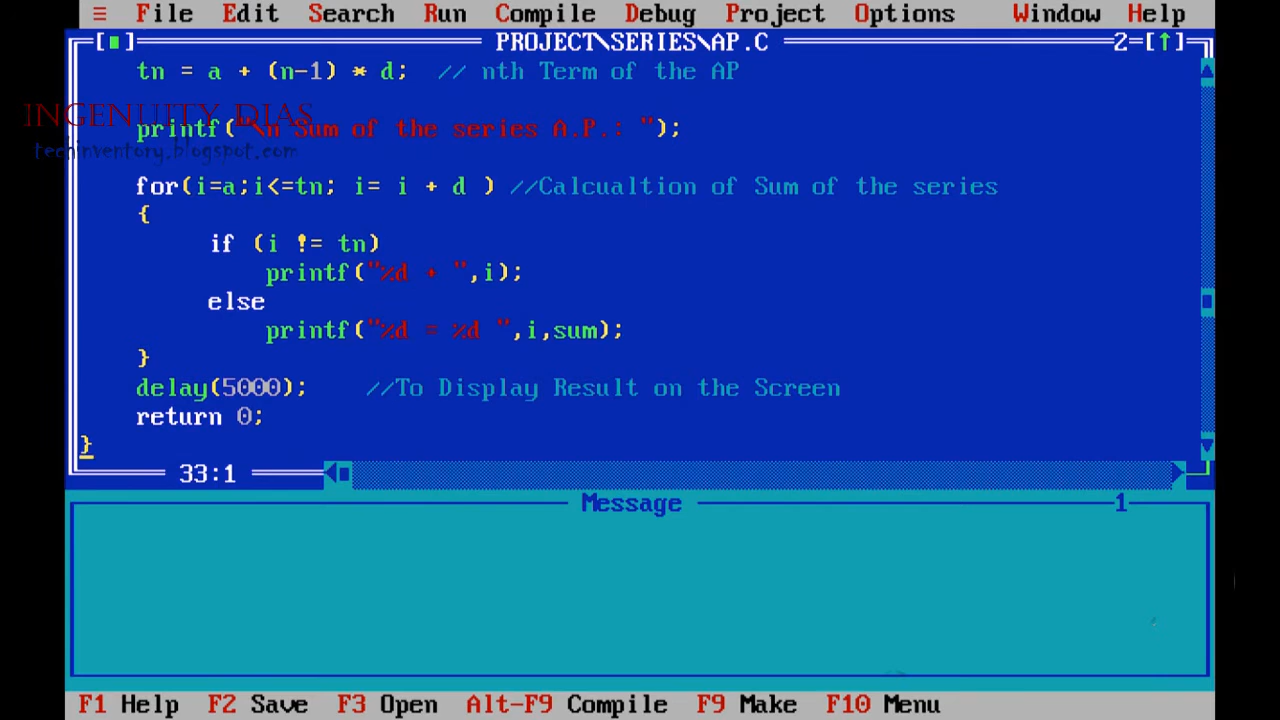 ≡ File Edit Search Run Compile Debug Project Options Window Help
[■] PROJECT\SERIES\AP.C 2=[↑]
tn = a + (n-1) * d; // nth Term of the AP
INGENUITY DIAS
printf("\n Sum of the series A.P.: ");
techinventory.blogspot.com
for(i=a;i<=tn; i= i + d ) //Calcualtion of Sum of the series
{
if (i != tn)
printf("%d + ",i);
else
printf("%d = %d ",i,sum);
}
delay(5000); //To Display Result on the Screen
return 0;
}
33:1
Message 1
F1 Help F2 Save F3 Open Alt-F9 Compile F9 Make F10 Menu